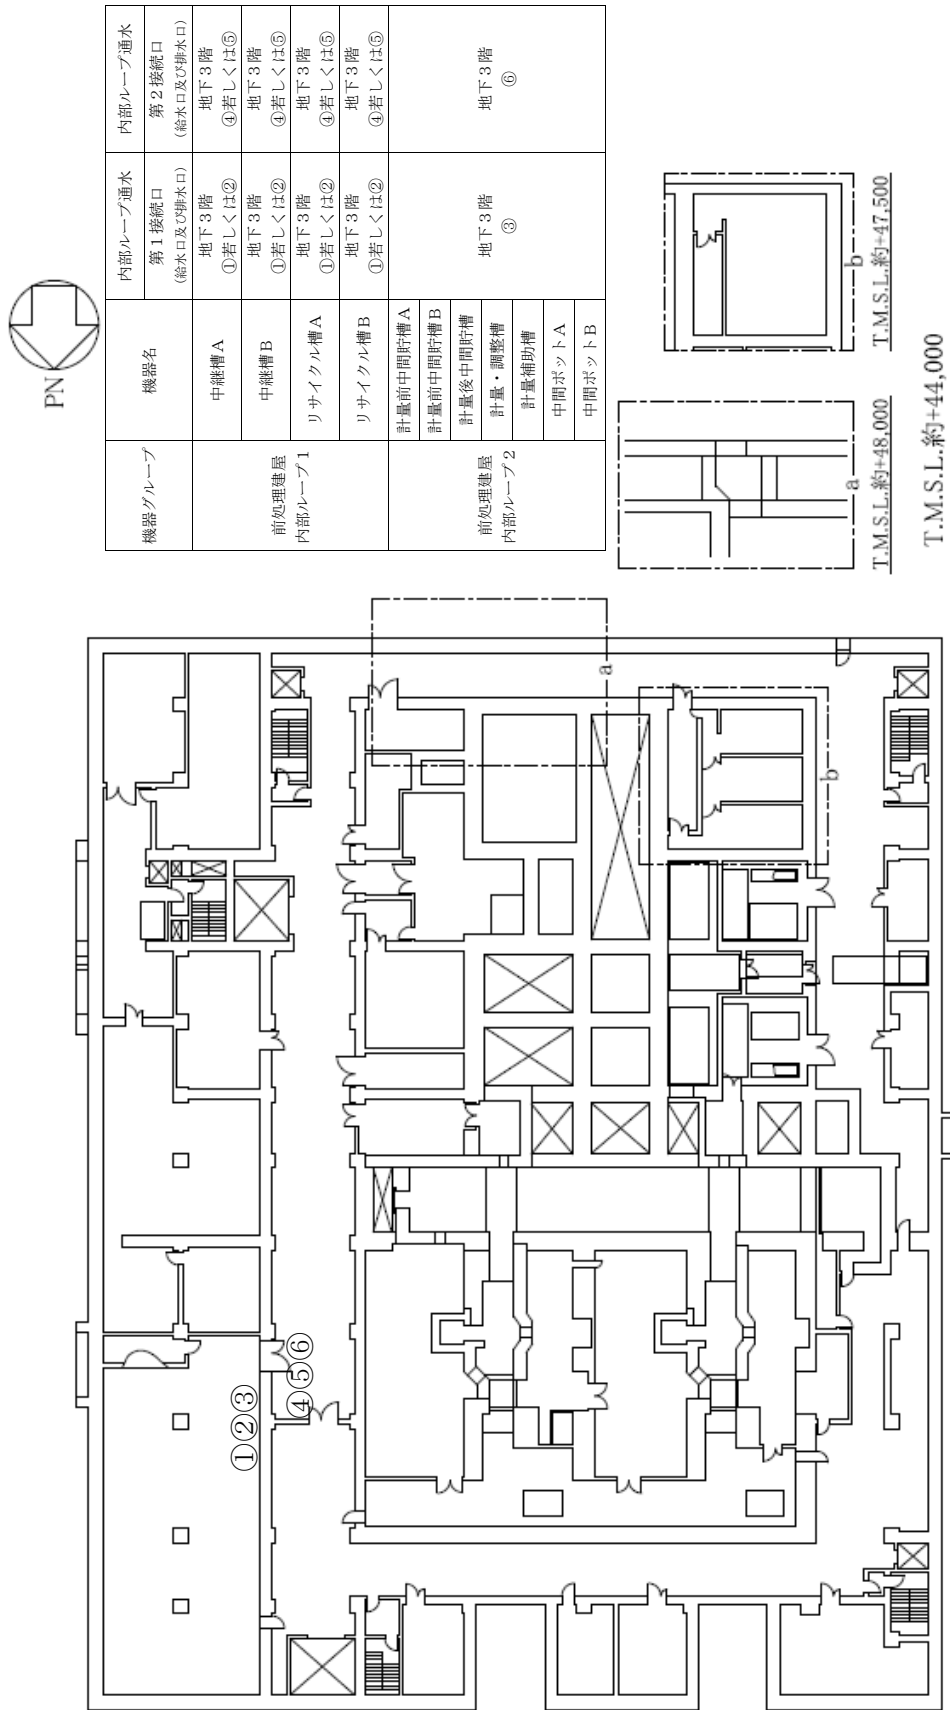 PN
機器グループ
機器名
内部ループ通水
第1接続口
(給水口及び排水口)
内部ループ通水
第2接続口
(給水口及び排水口)
前処理建屋
内部ループ1
中継槽A
地下3階
①若しくは②
地下3階
④若しくは⑤
中継槽B
地下3階
①若しくは②
地下3階
④若しくは⑤
リサイクル槽A
地下3階
①若しくは②
地下3階
④若しくは⑤
リサイクル槽B
地下3階
①若しくは②
地下3階
④若しくは⑤
前処理建屋
内部ループ2
計量前中間貯槽A
計量前中間貯槽B
計量後中間貯槽
計量・調整槽
計量補助槽
中間ポットA
中間ポットB
地下3階
③
地下3階
⑥
①②③
④⑤⑥
a
b
a
T.M.S.L.約+48,000
b
T.M.S.L.約+47,500
T.M.S.L.約+44,000